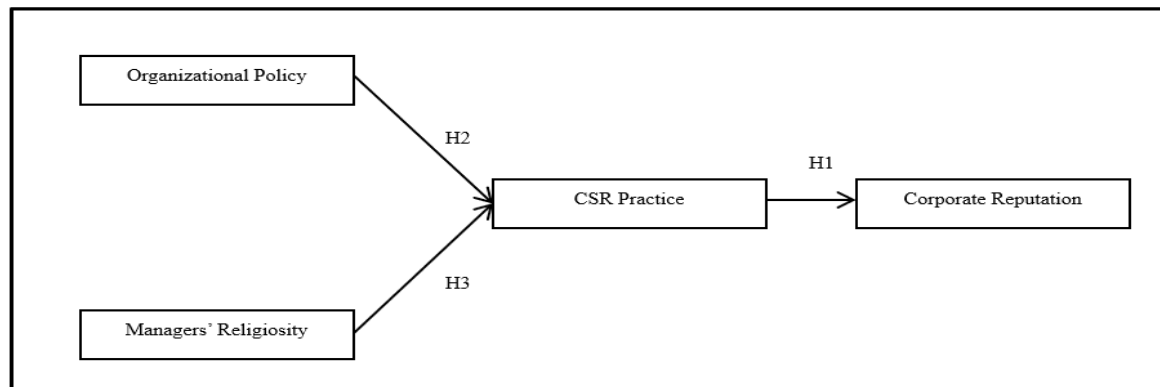 Organizational Policy
H2
H1
CSR Practice
Corporate Reputation
H3
Managers' Religiosity